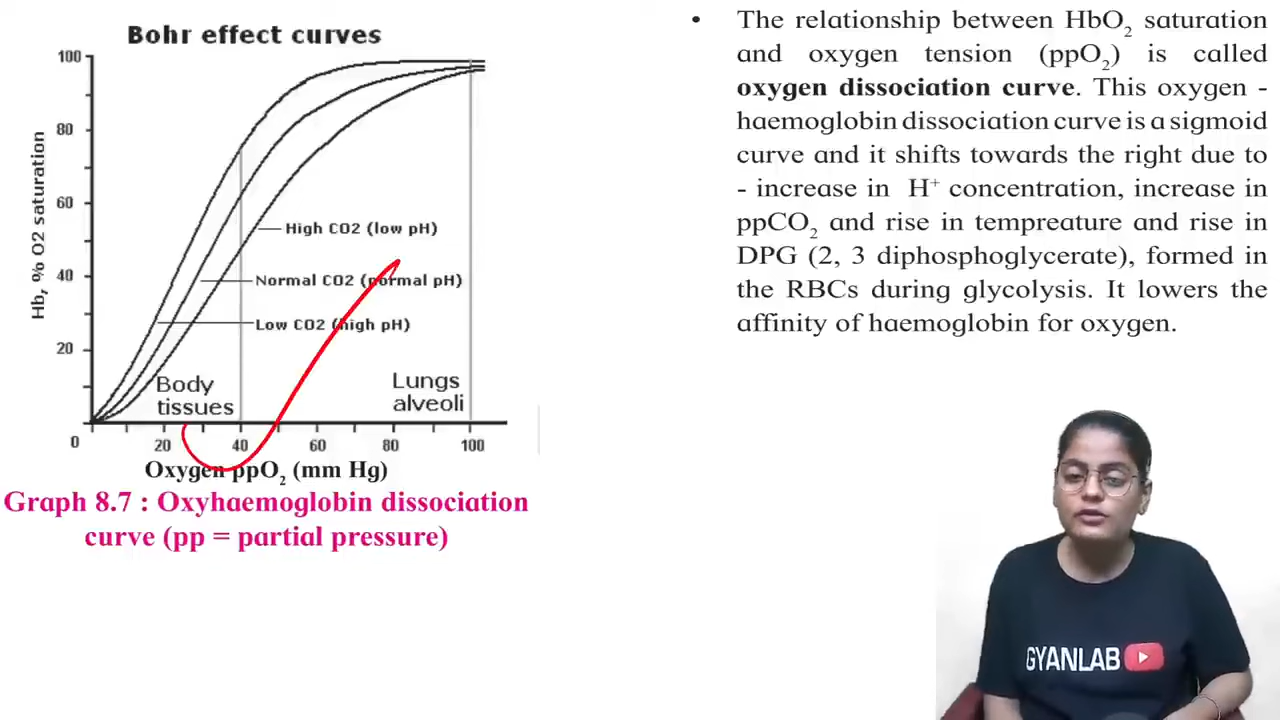 Bohr effect curves
100
80
60
40
20
0
Hb, % O2 saturation
High CO2 (low pH)
Normal CO2 (normal pH)
Low CO2 (high pH)
Body
tissues
Lungs
alveoli
20 40 60 80 100
Oxygen ppO₂ (mm Hg)
Graph 8.7 : Oxyhaemoglobin dissociation
curve (pp = partial pressure)
• The relationship between HbO₂ saturation
and oxygen tension (ppO₂) is called
oxygen dissociation curve. This oxygen -
haemoglobin dissociation curve is a sigmoid
curve and it shifts towards the right due to
- increase in H⁺ concentration, increase in
ppCO₂ and rise in tempreature and rise in
DPG (2, 3 diphosphoglycerate), formed in
the RBCs during glycolysis. It lowers the
affinity of haemoglobin for oxygen.
GYANLAB